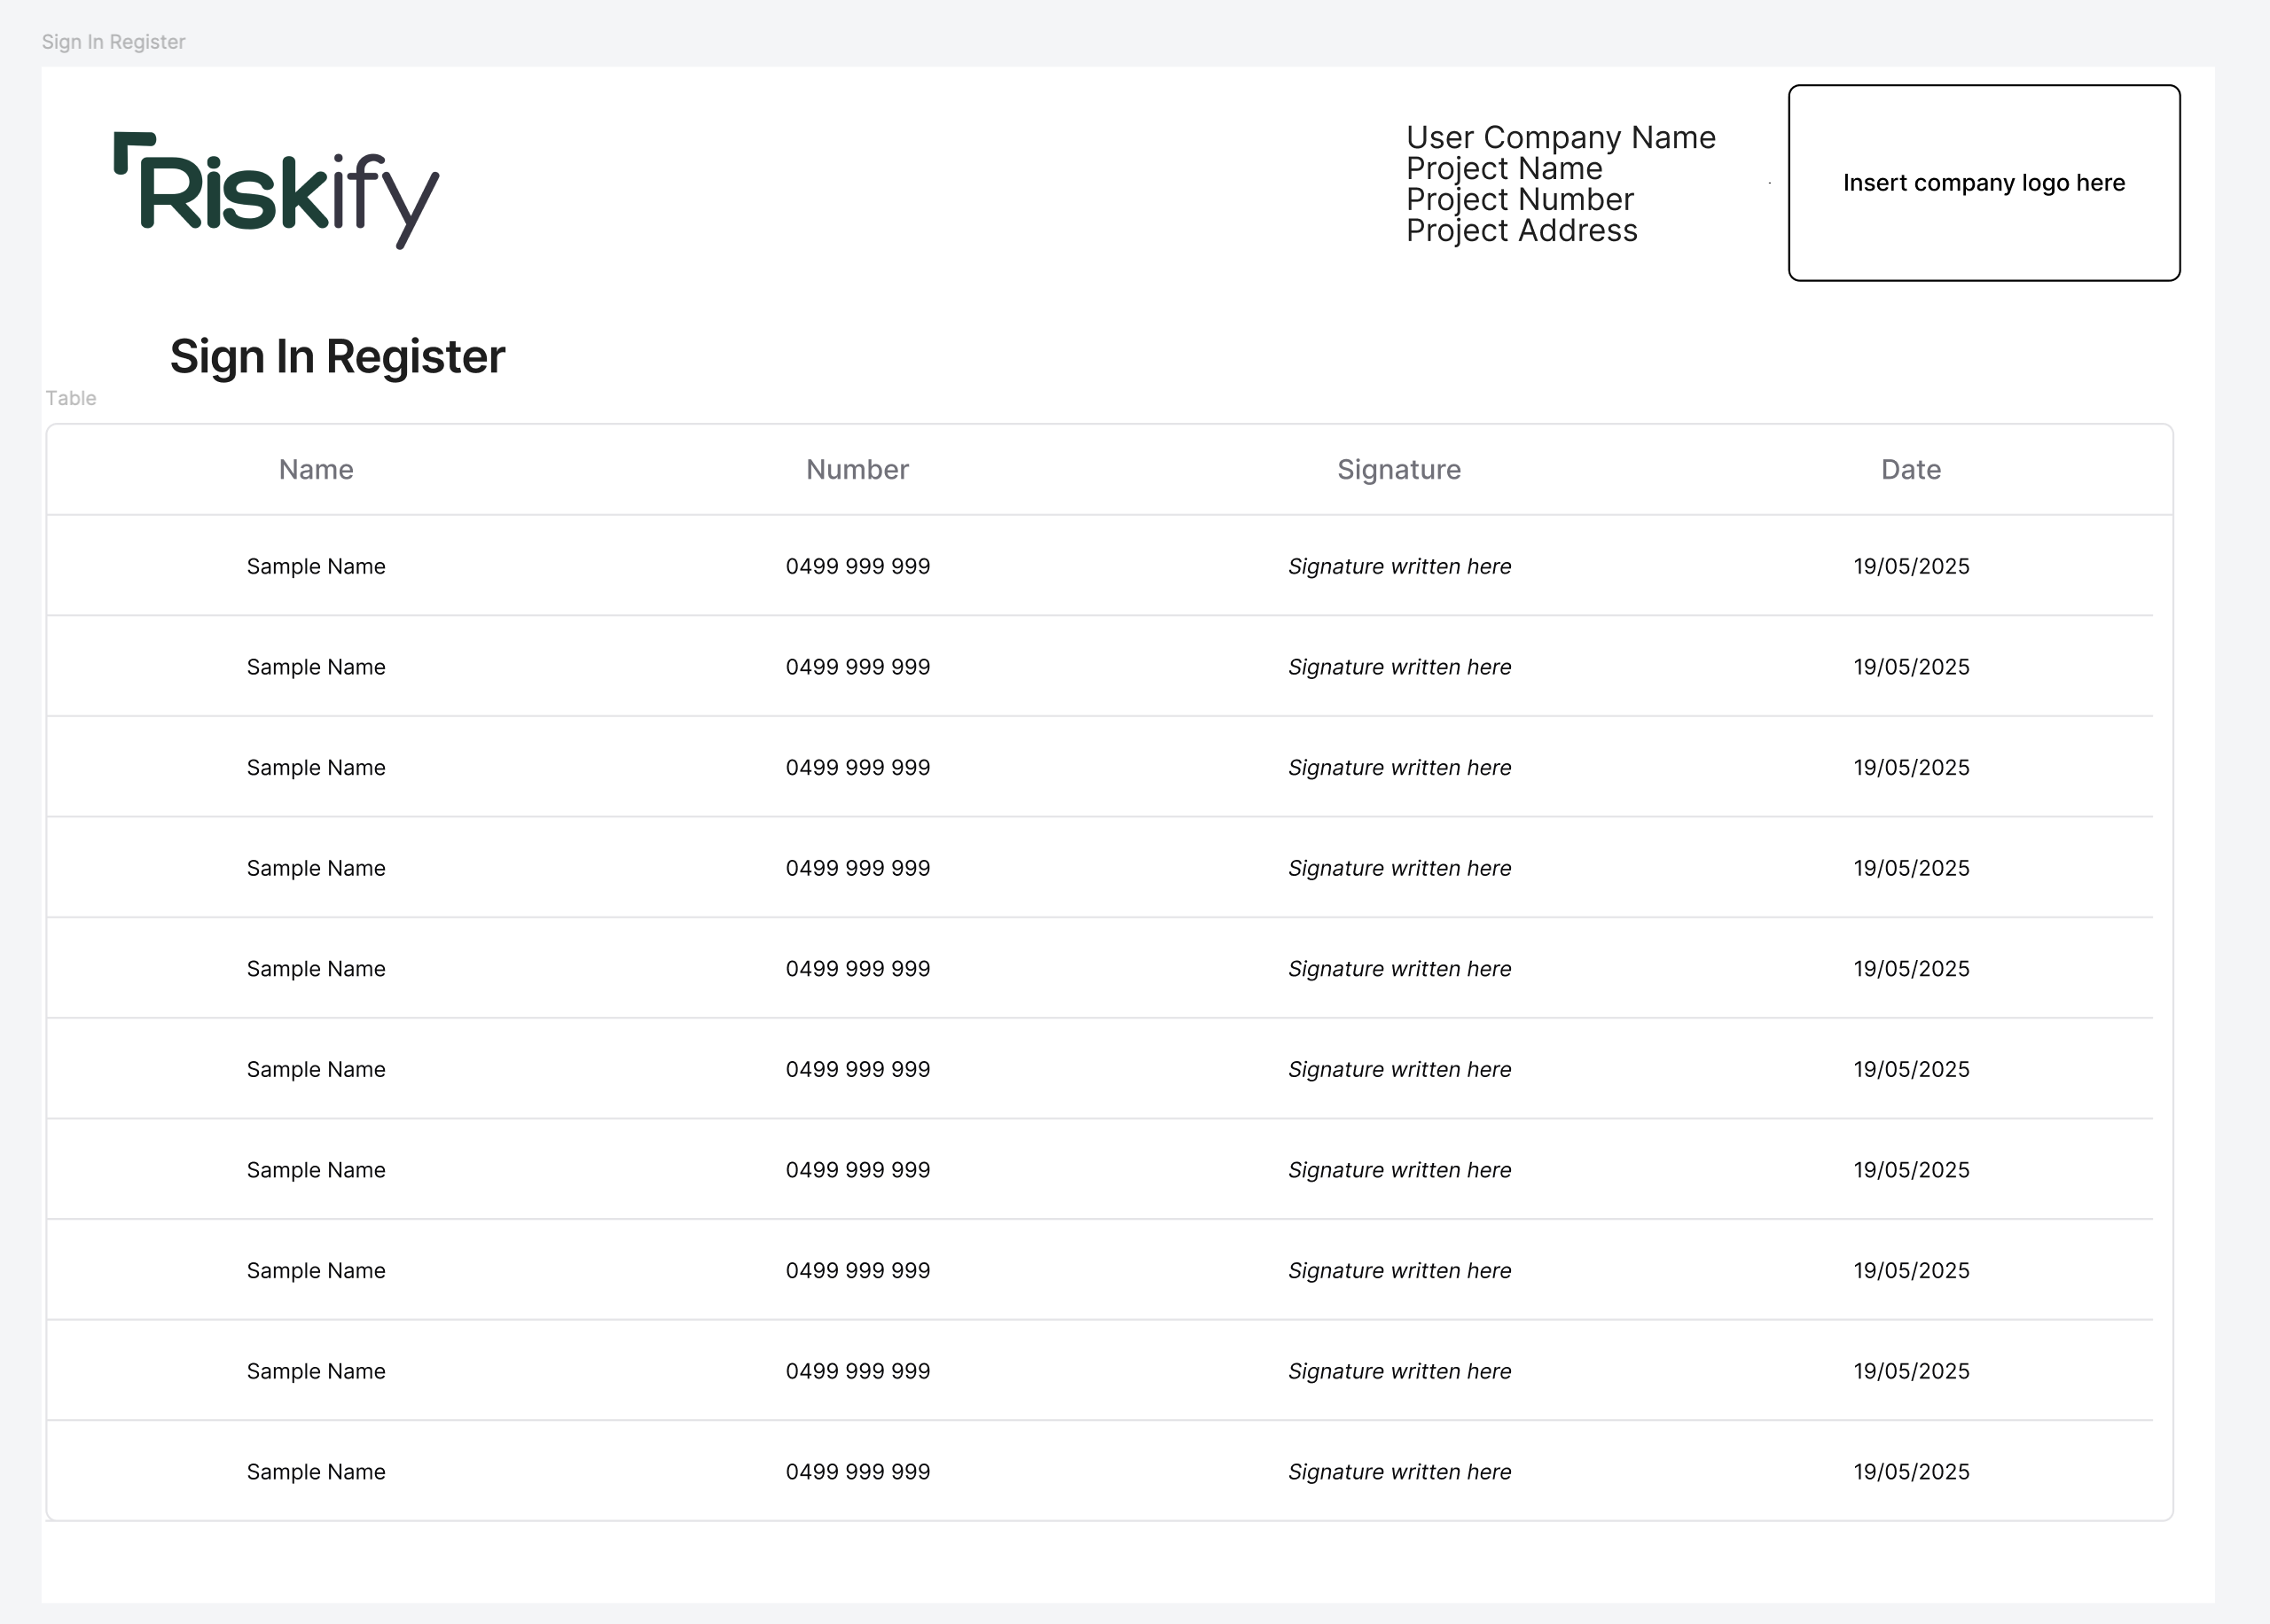 Sign In Register
Riskify
User Company Name
Project Name
Project Number
Project Address
Insert company logo here
Sign In Register
Table
Name Number Signature Date
Sample Name 0499 999 999 Signature written here 19/05/2025
Sample Name 0499 999 999 Signature written here 19/05/2025
Sample Name 0499 999 999 Signature written here 19/05/2025
Sample Name 0499 999 999 Signature written here 19/05/2025
Sample Name 0499 999 999 Signature written here 19/05/2025
Sample Name 0499 999 999 Signature written here 19/05/2025
Sample Name 0499 999 999 Signature written here 19/05/2025
Sample Name 0499 999 999 Signature written here 19/05/2025
Sample Name 0499 999 999 Signature written here 19/05/2025
Sample Name 0499 999 999 Signature written here 19/05/2025